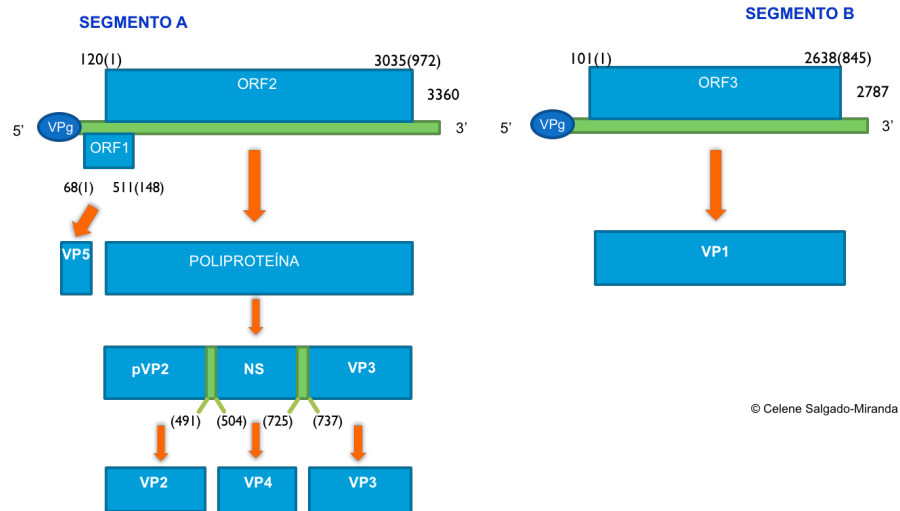 SEGMENTO A
SEGMENTO B
120(1) 3035(972)
ORF2
3360
5’ VPg 3’
ORF1
68(1) 511(148)
VP5
POLIPROTEÍNA
pVP2 NS VP3
(491) (504) (725) (737)
VP2 VP4 VP3
101(1) 2638(845)
ORF3
2787
5’ VPg 3’
VP1
© Celene Salgado-Miranda